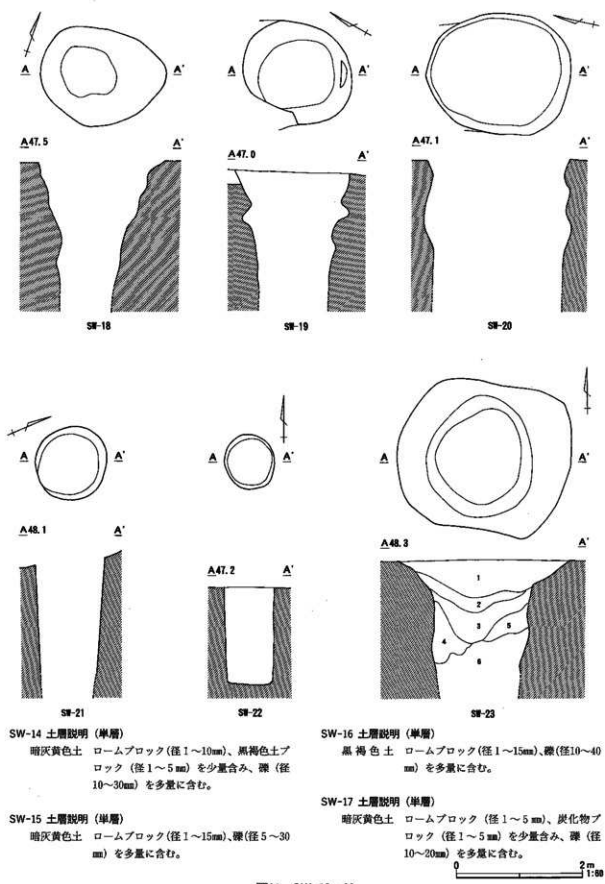 A A' A A' A A'
A47.5 A' A47.0 A' A47.1 A'
SW-18 SW-19 SW-20
A A' A A' A A'
A48.1 A' A47.2 A' A48.3 A'
1
2
3
4
5
6
SW-21 SW-22 SW-23
SW-14 土層説明（単層）
暗灰黄色土 ロームブロック(径1～10㎜)、黒褐色土ブ
ロック（径1～5㎜）を少量含み、礫（径
10～30㎜）を多量に含む。
SW-15 土層説明（単層）
暗灰黄色土 ロームブロック(径1～15㎜)、礫(径5～30
㎜）を多量に含む。
SW-16 土層説明（単層）
黒褐色土 ロームブロック(径1～15㎜)、礫(径10～40
㎜）を多量に含む。
SW-17 土層説明（単層）
暗灰黄色土 ロームブロック（径1～5㎜）、炭化物ブ
ロック（径1～5㎜）を少量含み、礫（径
10～20㎜）を多量に含む。
0 2m
1:60